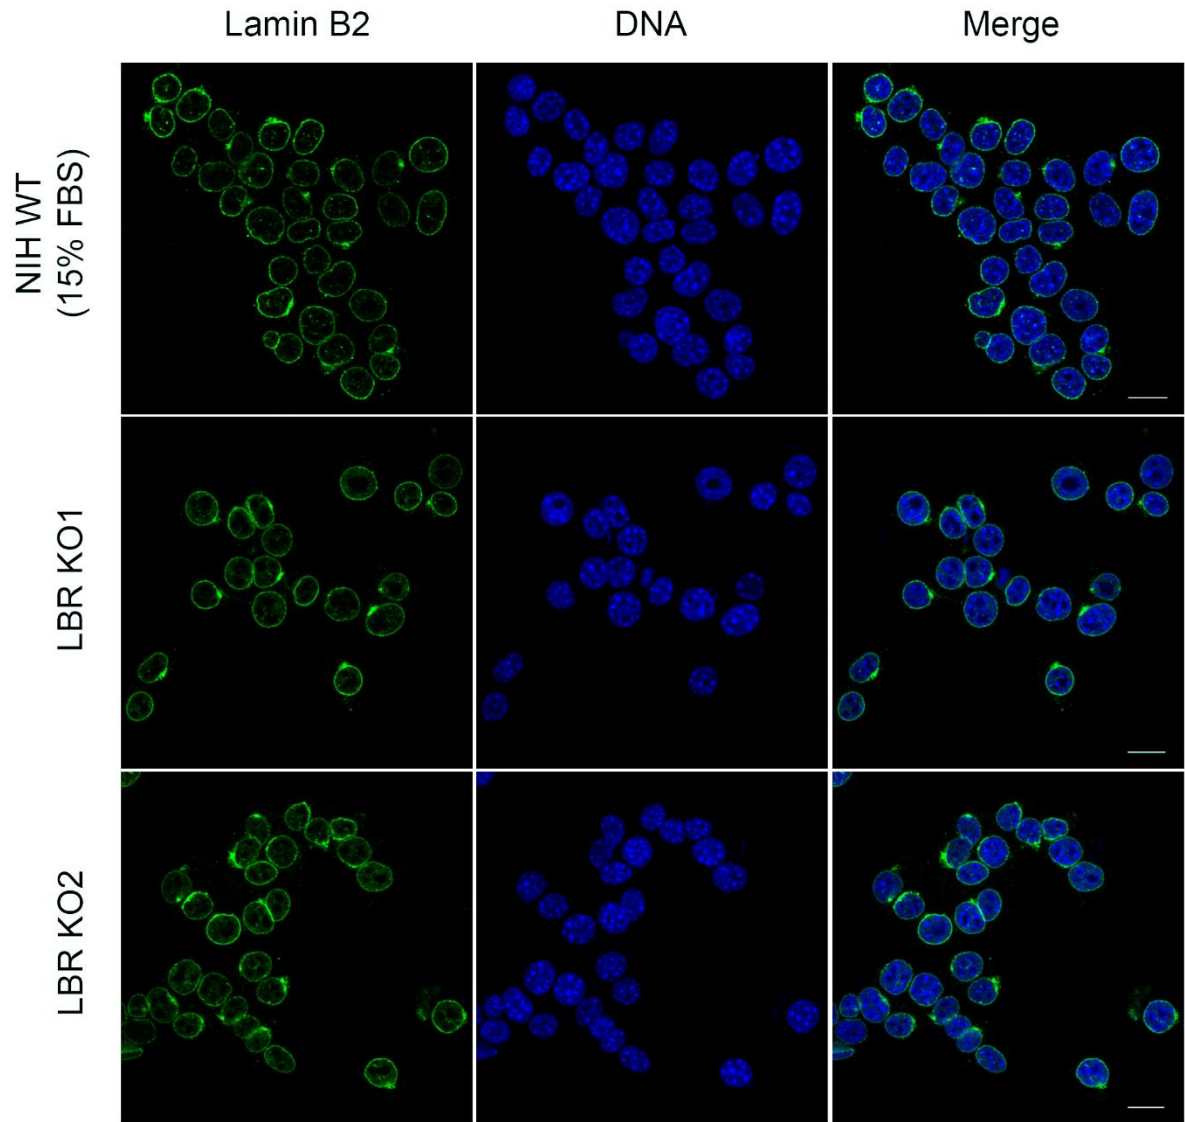 Lamin B2
DNA
Merge
NIH WT
(15% FBS)
LBR KO1
LBR KO2